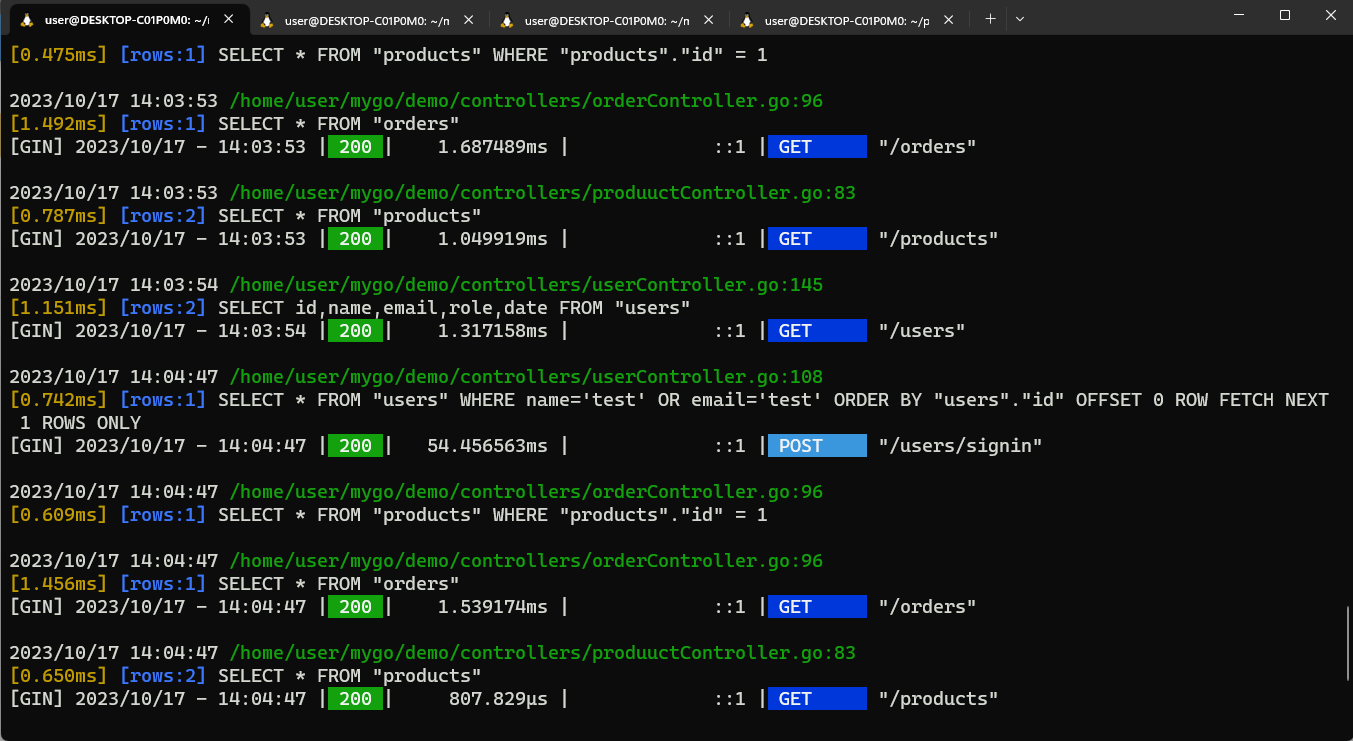 user@DESKTOP-C01P0M0: ~/r
user@DESKTOP-C01P0M0: ~/n
user@DESKTOP-C01P0M0: ~/n
user@DESKTOP-C01P0M0: ~/p
[0.475ms] [rows:1] SELECT * FROM "products" WHERE "products"."id" = 1
2023/10/17 14:03:53 /home/user/mygo/demo/controllers/orderController.go:96
[1.492ms] [rows:1] SELECT * FROM "orders"
[GIN] 2023/10/17 - 14:03:53 | 200 | 1.687489ms | ::1 | GET "/orders"
2023/10/17 14:03:53 /home/user/mygo/demo/controllers/produuctController.go:83
[0.787ms] [rows:2] SELECT * FROM "products"
[GIN] 2023/10/17 - 14:03:53 | 200 | 1.049919ms | ::1 | GET "/products"
2023/10/17 14:03:54 /home/user/mygo/demo/controllers/userController.go:145
[1.151ms] [rows:2] SELECT id,name,email,role,date FROM "users"
[GIN] 2023/10/17 - 14:03:54 | 200 | 1.317158ms | ::1 | GET "/users"
2023/10/17 14:04:47 /home/user/mygo/demo/controllers/userController.go:108
[0.742ms] [rows:1] SELECT * FROM "users" WHERE name='test' OR email='test' ORDER BY "users"."id" OFFSET 0 ROW FETCH NEXT
1 ROWS ONLY
[GIN] 2023/10/17 - 14:04:47 | 200 | 54.456563ms | ::1 | POST "/users/signin"
2023/10/17 14:04:47 /home/user/mygo/demo/controllers/orderController.go:96
[0.609ms] [rows:1] SELECT * FROM "products" WHERE "products"."id" = 1
2023/10/17 14:04:47 /home/user/mygo/demo/controllers/orderController.go:96
[1.456ms] [rows:1] SELECT * FROM "orders"
[GIN] 2023/10/17 - 14:04:47 | 200 | 1.539174ms | ::1 | GET "/orders"
2023/10/17 14:04:47 /home/user/mygo/demo/controllers/produuctController.go:83
[0.650ms] [rows:2] SELECT * FROM "products"
[GIN] 2023/10/17 - 14:04:47 | 200 | 807.829µs | ::1 | GET "/products"